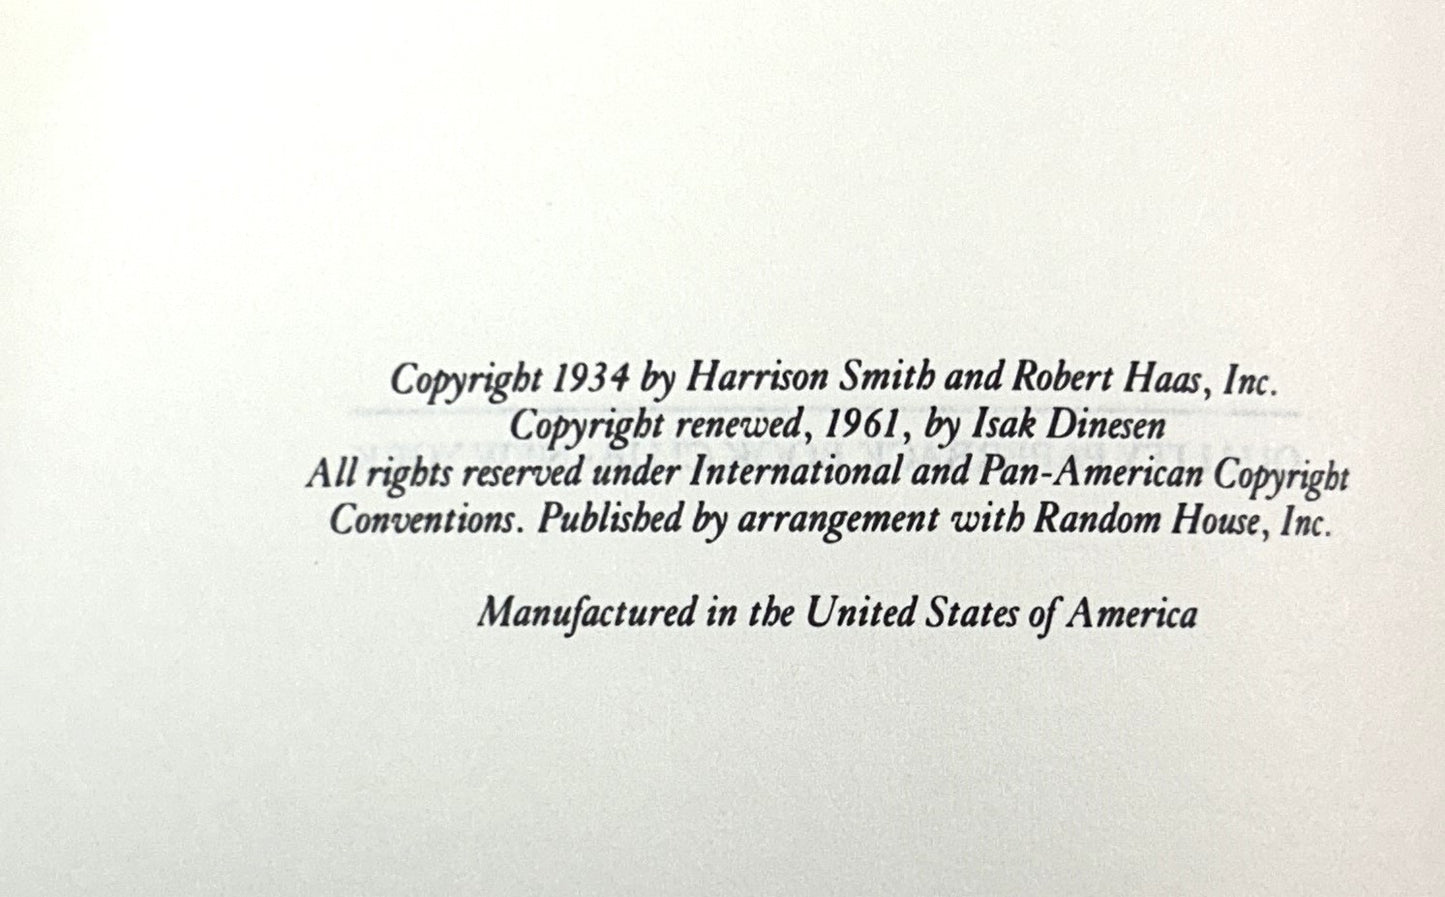 Copyright 1934 by Harrison Smith and Robert Haas, Inc.
Copyright renewed, 1961, by Isak Dinesen
All rights reserved under International and Pan-American Copyright
Conventions. Published by arrangement with Random House, Inc.
Manufactured in the United States of America